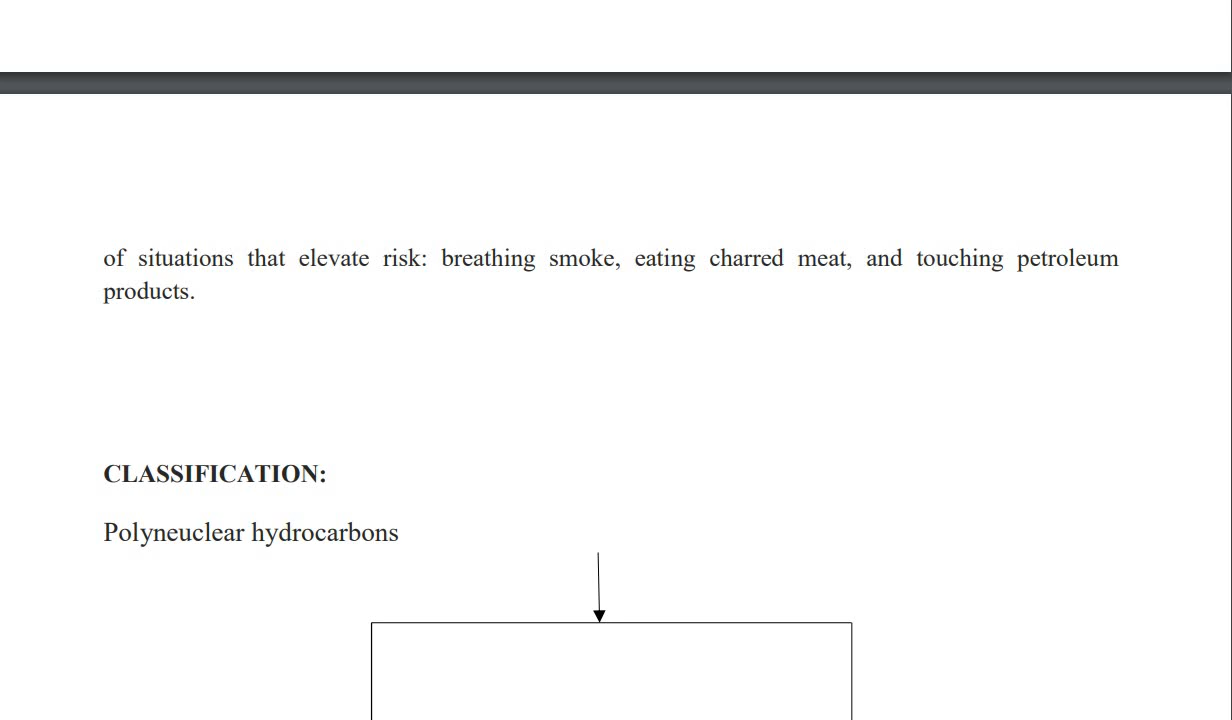 of situations that elevate risk: breathing smoke, eating charred meat, and touching petroleum
products.
CLASSIFICATION:
Polyneuclear hydrocarbons